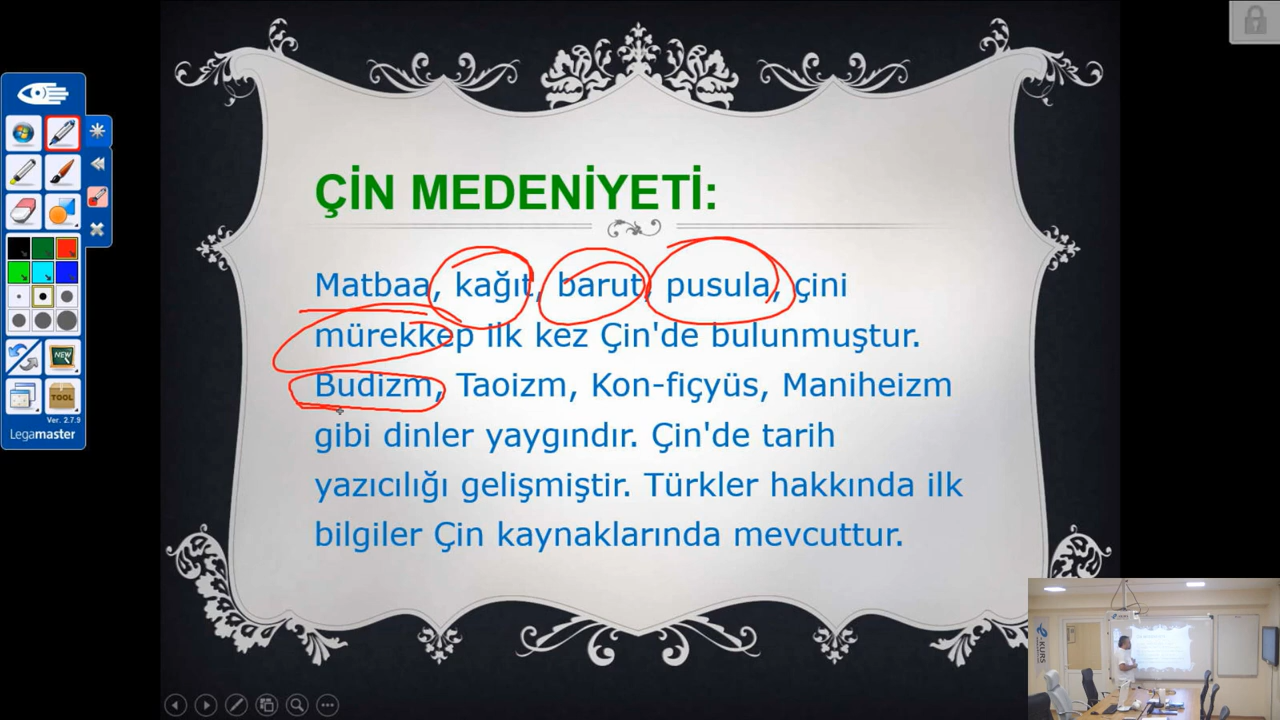 ÇİN MEDENİYETİ:
Matbaa, kağıt, barut, pusula, çini
mürekkep ilk kez Çin'de bulunmuştur.
Budizm, Taoizm, Kon-fiçyüs, Maniheizm
gibi dinler yaygındır. Çin'de tarih
yazıcılığı gelişmiştir. Türkler hakkında ilk
bilgiler Çin kaynaklarında mevcuttur.
NEW
TOOL
Ver. 2.7.9
Legamaster
e-KURS